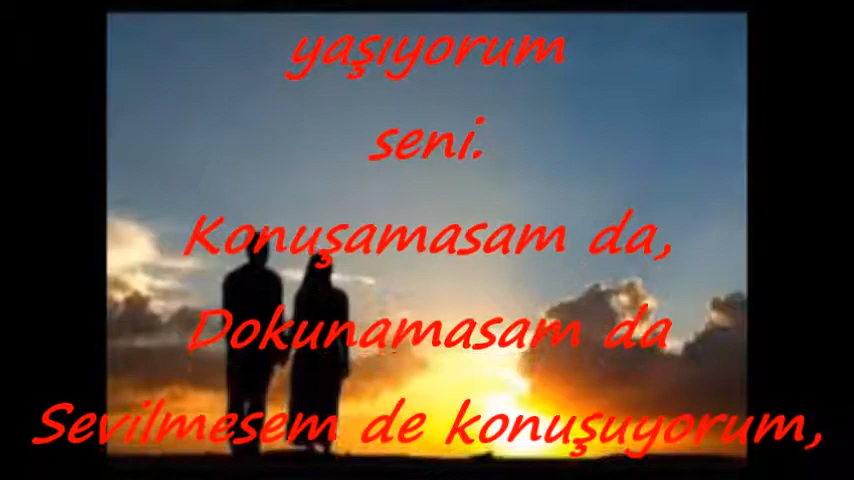 yaşıyorum
seni.
Konuşamasam da,
Dokunamasam da
Sevilmesem de konuşuyorum,